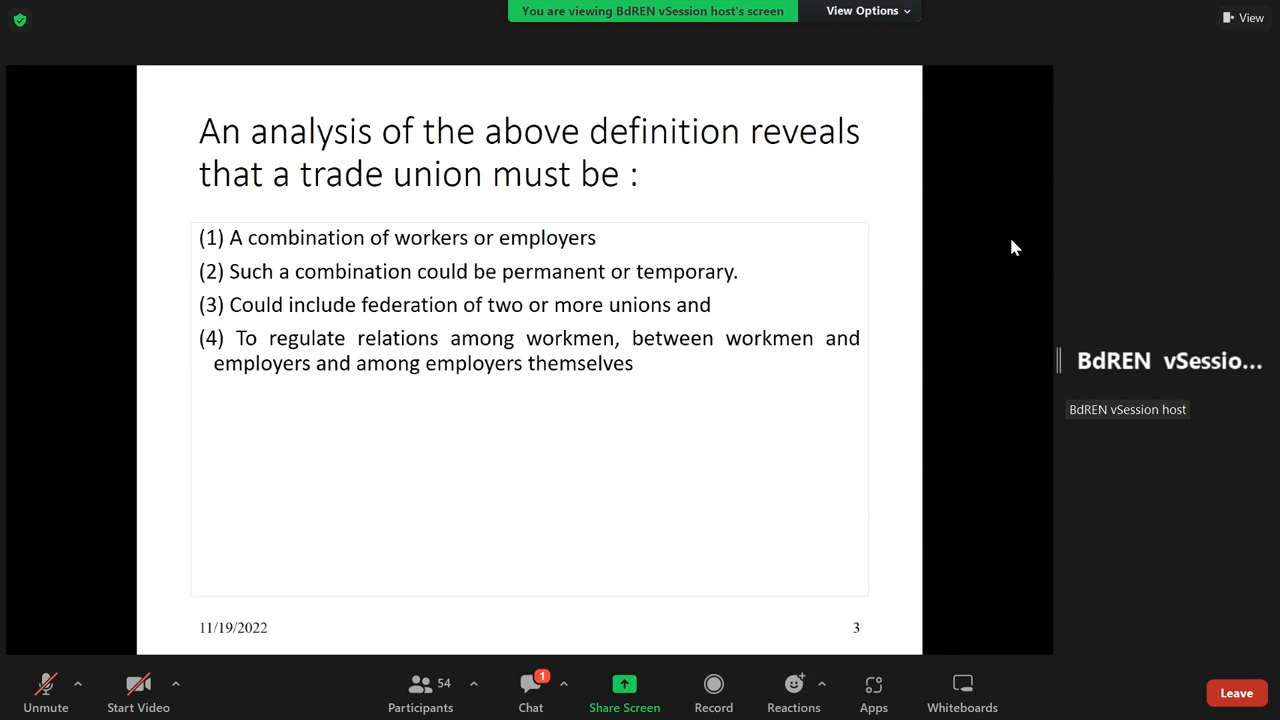 You are viewing BdREN vSession host's screen
View Options
View
An analysis of the above definition reveals
that a trade union must be :
(1) A combination of workers or employers
(2) Such a combination could be permanent or temporary.
(3) Could include federation of two or more unions and
(4) To regulate relations among workmen, between workmen and
employers and among employers themselves
11/19/2022
3
BdREN vSessio...
BdREN vSession host
Unmute
Start Video
54
Participants
1
Chat
Share Screen
Record
Reactions
Apps
Whiteboards
Leave